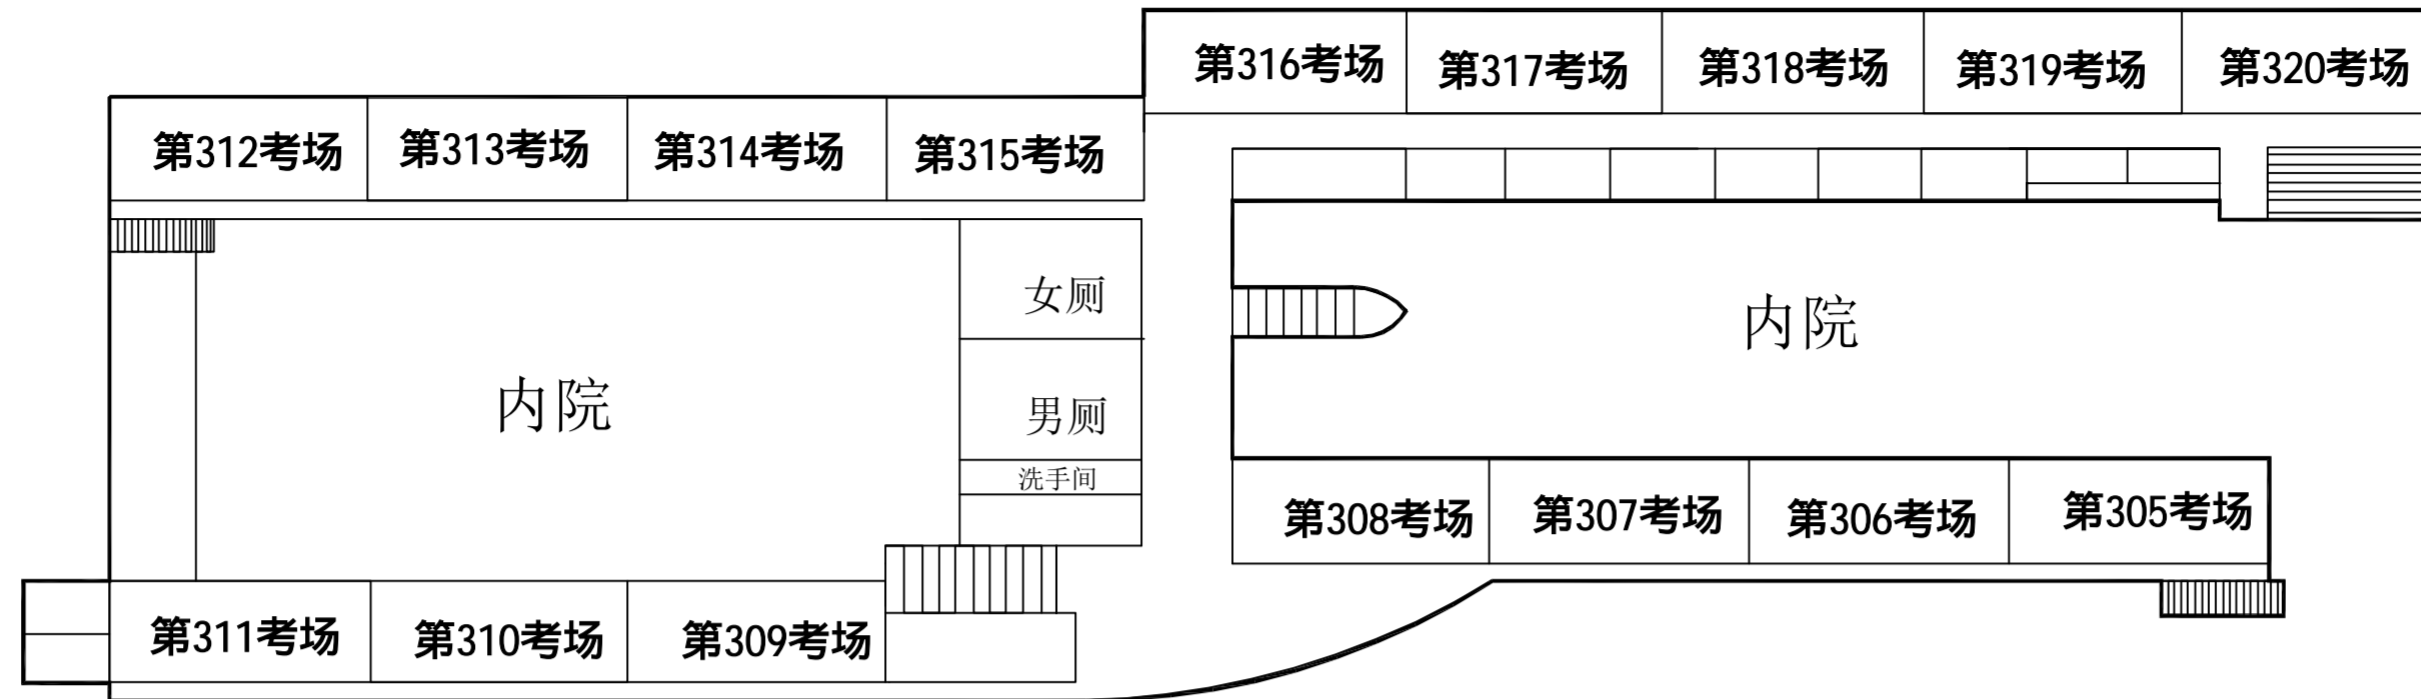 第316考场
第317考场
第318考场
第319考场
第320考场
第312考场
第313考场
第314考场
第315考场
女厕
内院
内院
男厕
洗手间
第308考场
第307考场
第306考场
第305考场
第311考场
第310考场
第309考场